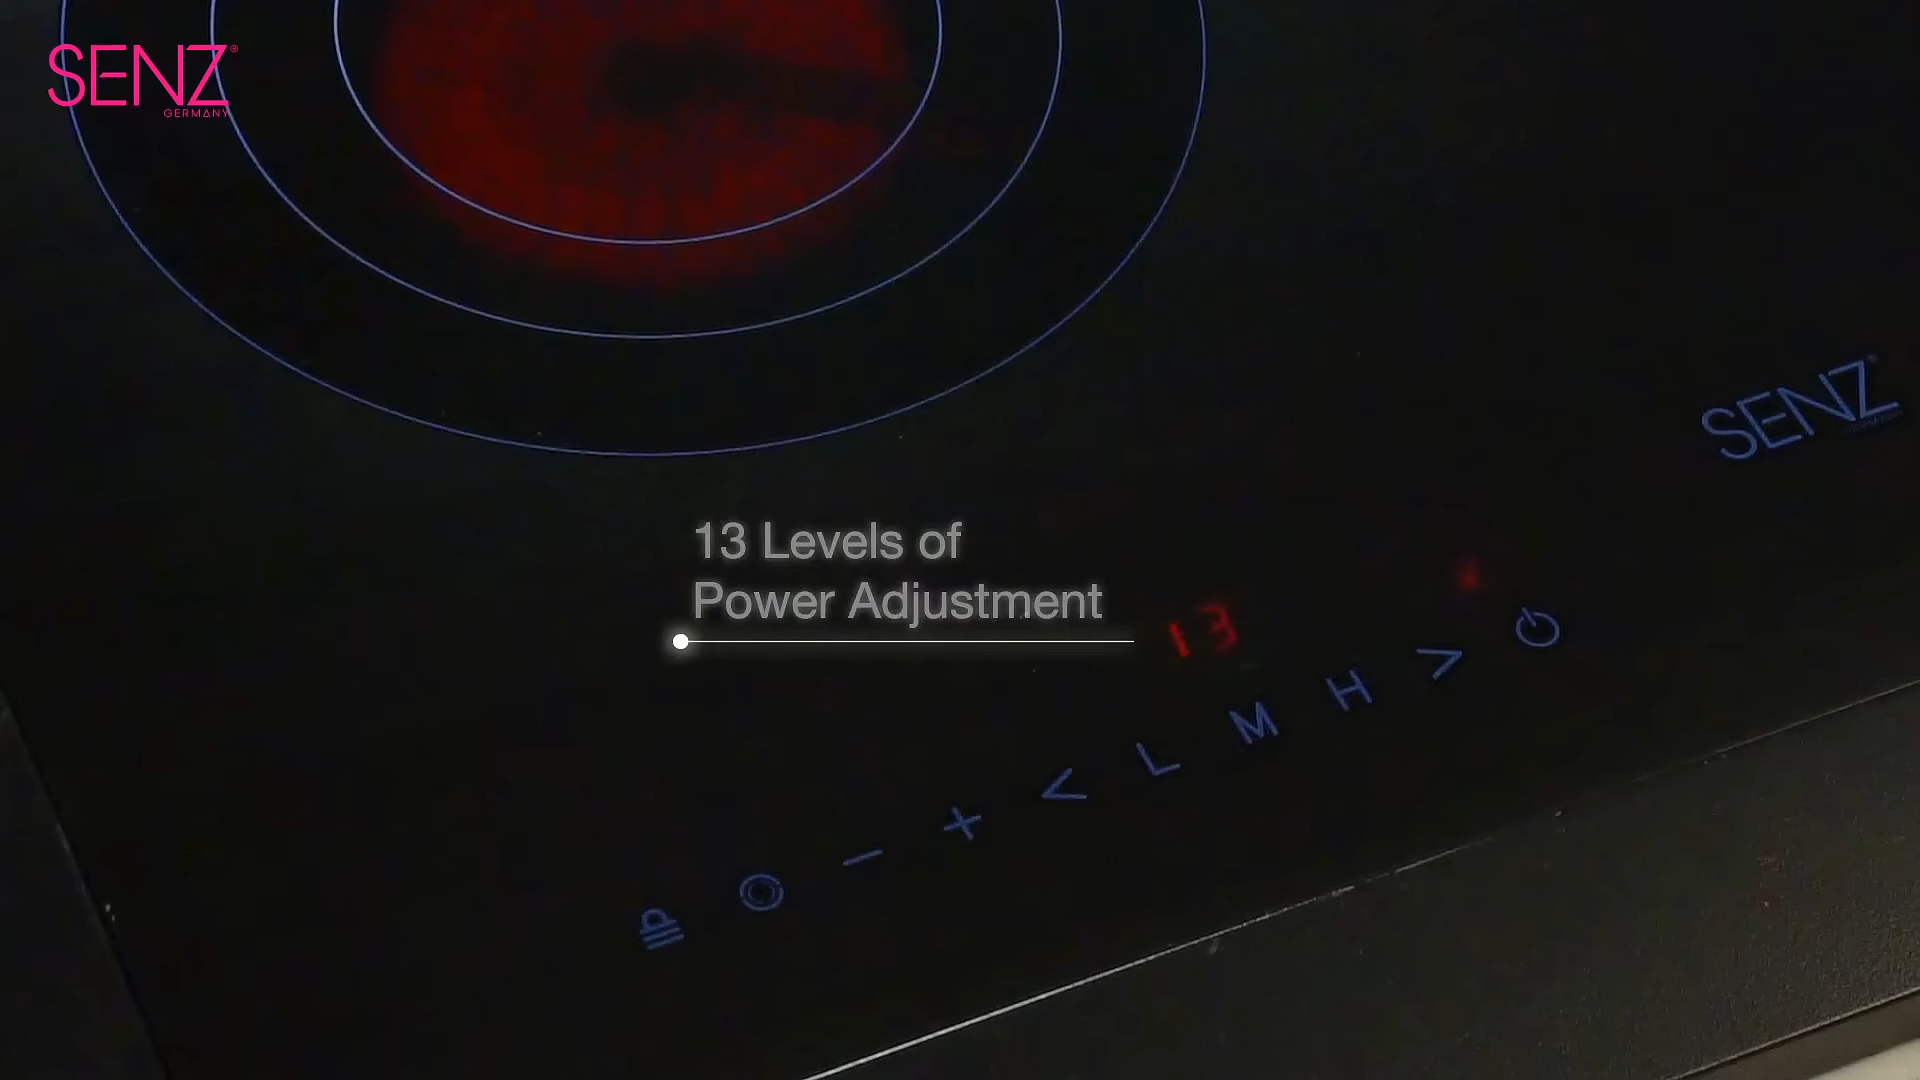 SENZ®
GERMANY
SENZ
13 Levels of
Power Adjustment
13
− + < L M H >